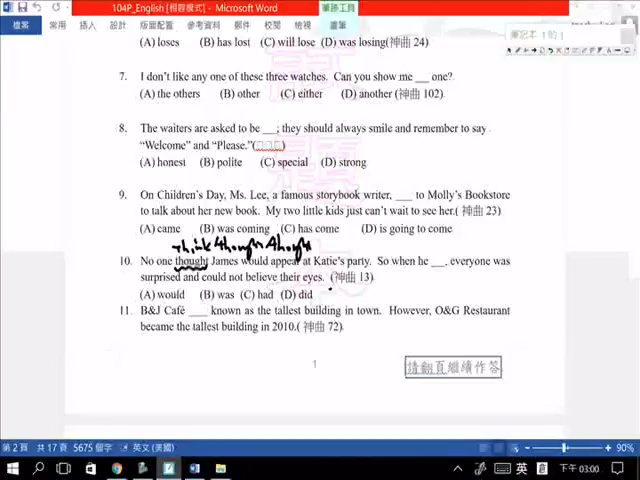 104P_English [相容模式] - Microsoft Word
筆跡工具
檔案 常用 插入 設計 版面配置 參考資料 郵件 校閱 檢視 畫筆
筆記本 1 的 1
(A) loses (B) has lost (C) will lose (D) was losing(神曲 24)
7. I don't like any one of these three watches. Can you show me __ one?
(A) the others (B) other (C) either (D) another (神曲 102)
8. The waiters are asked to be __; they should always smile and remember to say
"Welcome" and "Please."(□□□)
(A) honest (B) polite (C) special (D) strong
9. On Children's Day, Ms. Lee, a famous storybook writer, __ to Molly's Bookstore
to talk about her new book. My two little kids just can't wait to see her.( 神曲 23)
(A) came (B) was coming (C) has come (D) is going to come
think thought thought
10. No one thought James would appear at Katie's party. So when he __, everyone was
surprised and could not believe their eyes. (神曲 13)
(A) would (B) was (C) had (D) did
11. B&J Café __ known as the tallest building in town. However, O&G Restaurant
became the tallest building in 2010.( 神曲 72)
1
請翻頁繼續作答
第 2 頁 共 17 頁 5675 個字 英文 (美國) 90%
英 下午 03:00